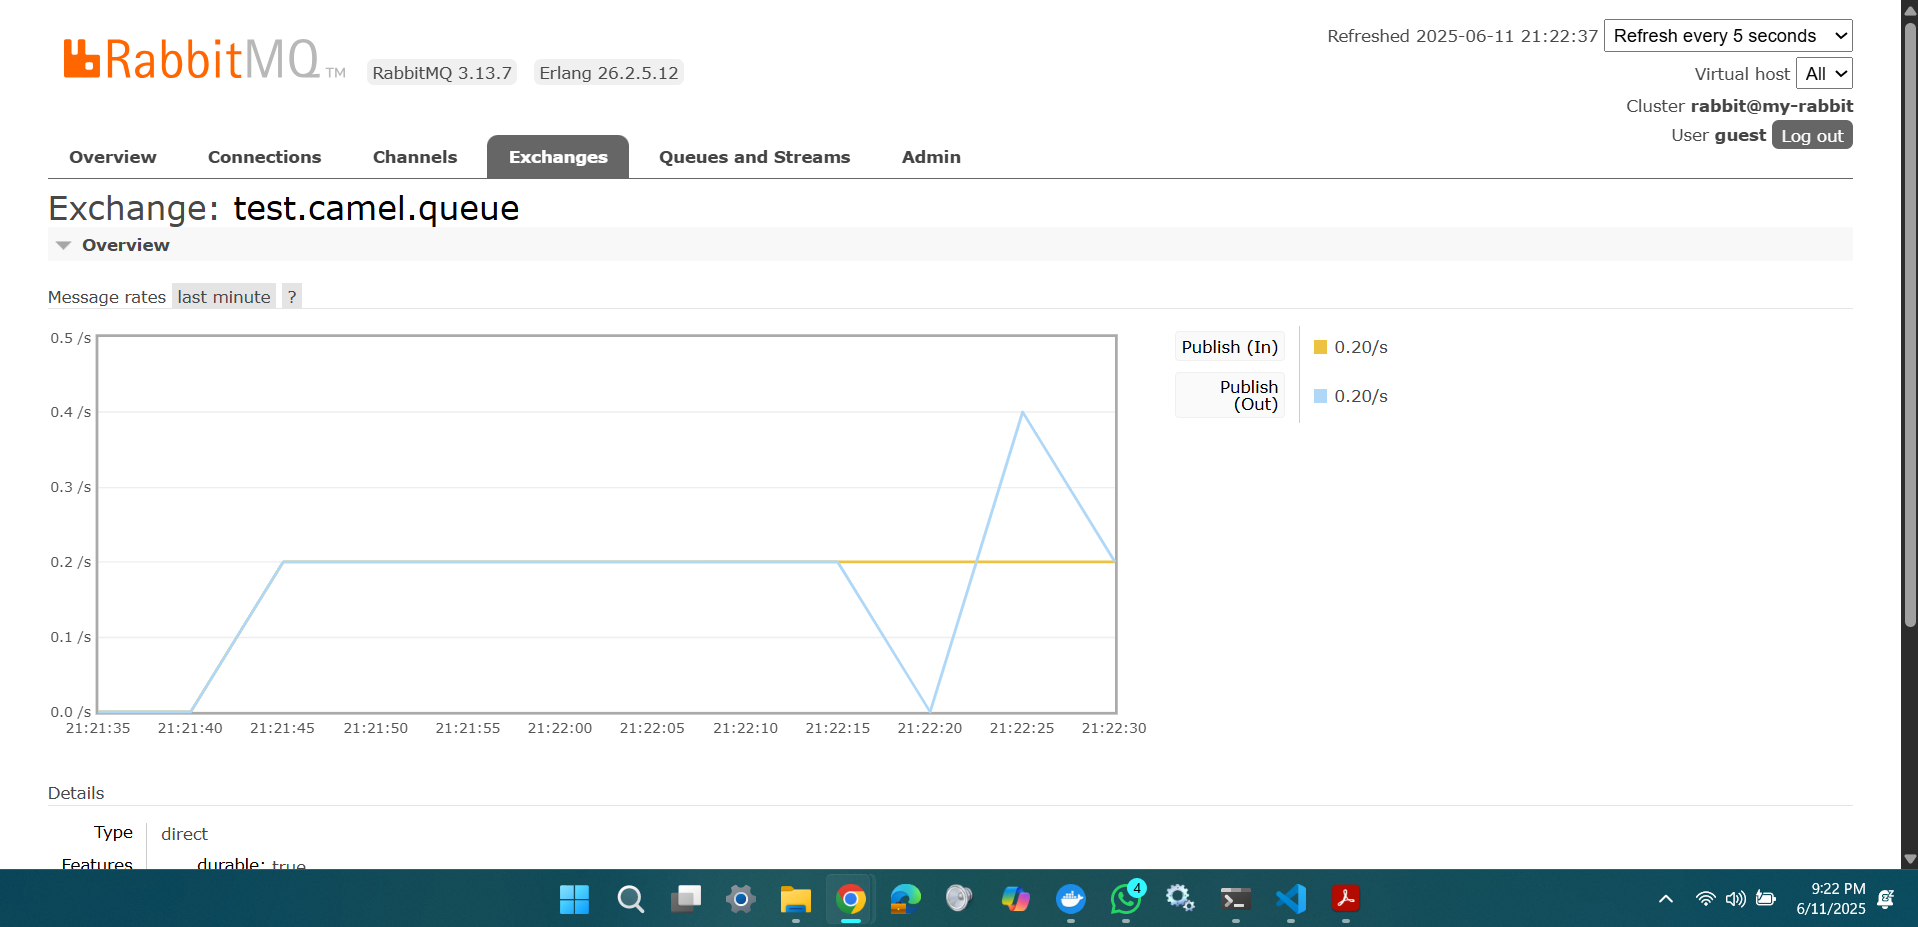 Refreshed 2025-06-11 21:22:37 Refresh every 5 seconds
RabbitMQ TM RabbitMQ 3.13.7 Erlang 26.2.5.12
Virtual host All
Cluster rabbit@my-rabbit
User guest Log out
Overview Connections Channels Exchanges Queues and Streams Admin
Exchange: test.camel.queue
Overview
Message rates last minute ?
0.5 /s
0.4 /s
0.3 /s
0.2 /s
0.1 /s
0.0 /s
21:21:35 21:21:40 21:21:45 21:21:50 21:21:55 21:22:00 21:22:05 21:22:10 21:22:15 21:22:20 21:22:25 21:22:30
Publish (In) 0.20/s
Publish
(Out) 0.20/s
Details
Type direct
Features durable: true
4
9:22 PM
6/11/2025